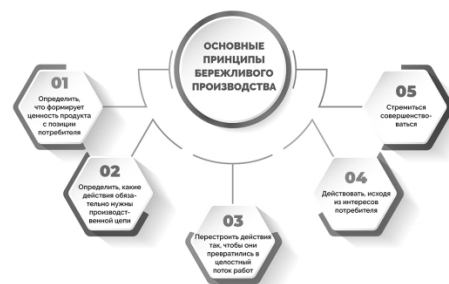 ОСНОВНЫЕ
ПРИНЦИПЫ
БЕРЕЖЛИВОГО
ПРОИЗВОДСТВА
01
Определить,
что формирует
ценность продукта
с позиции
потребителя
02
Определить, какие
действия обяза-
тельно нужны
производст-
венной цепи
03
Перестроить действия
так, чтобы они
превратились в
целостный
поток работ
04
Действовать, исходя
из интересов
потребителя
05
Стремиться
совершенство-
ваться